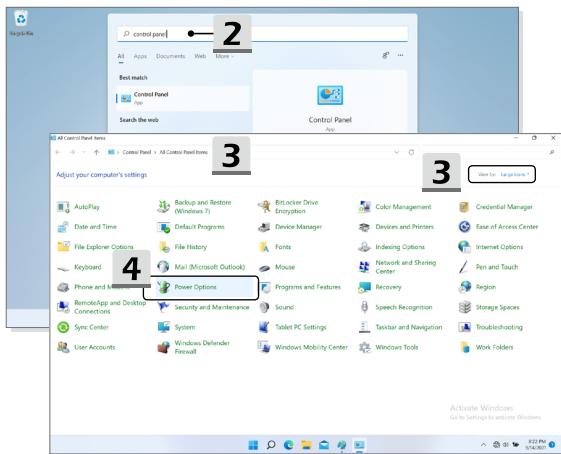 Recycle Bin
control panel
2
All Apps Documents Web More
Best match
Control Panel
App
Search the web
Control Panel
App
All Control Panel Items
Control Panel > All Control Panel Items
3
3
Adjust your computer's settings
View by: Large icons
AutoPlay
Backup and Restore (Windows 7)
BitLocker Drive Encryption
Color Management
Credential Manager
Date and Time
Default Programs
Device Manager
Devices and Printers
Ease of Access Center
File Explorer Options
File History
Fonts
Indexing Options
Internet Options
Keyboard
4
Mail (Microsoft Outlook)
Mouse
Network and Sharing Center
Pen and Touch
Phone and
Power Options
Programs and Features
Recovery
Region
RemoteApp and Desktop Connections
Security and Maintenance
Sound
Speech Recognition
Storage Spaces
Sync Center
System
Tablet PC Settings
Taskbar and Navigation
Troubleshooting
User Accounts
Windows Defender Firewall
Windows Mobility Center
Windows Tools
Work Folders
Activate Windows
Go to Settings to activate Windows.
8:22 PM